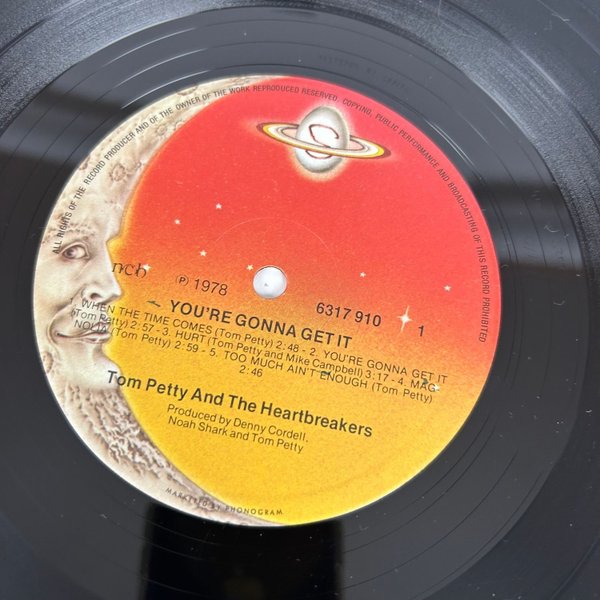 ALL RIGHTS OF THE RECORD PRODUCER AND OF THE OWNER OF THE WORK REPRODUCED RESERVED. COPYING, PUBLIC PERFORMANCE AND BROADCASTING OF THIS RECORD PROHIBITED
S
ncb
℗ 1978
6317 910
1
YOU'RE GONNA GET IT
WHEN THE TIME COMES (Tom Petty) 2:48 - 2. YOU'RE GONNA GET IT
(Tom Petty) 2:57 - 3. HURT (Tom Petty and Mike Campbell) 3:17 - 4. MAG-
NOLIA (Tom Petty) 2:59 - 5. TOO MUCH AIN'T ENOUGH (Tom Petty)
2:46
Tom Petty And The Heartbreakers
Produced by Denny Cordell,
Noah Shark and Tom Petty
MARKETED BY PHONOGRAM